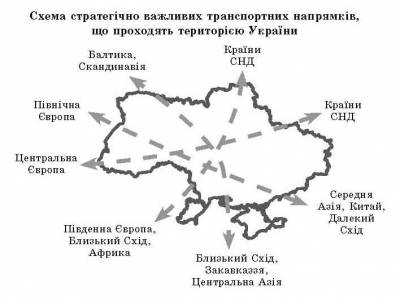 Схема стратегічно важливих транспортних напрямків,
що проходять територією України
Балтика,
Скандинавія
Країни
СНД
Північна
Європа
Країни
СНД
Центральна
Європа
Середня
Азія, Китай,
Далекий
Схід
Південна Європа,
Близький Схід,
Африка
Близький Схід,
Закавказзя,
Центральна Азія